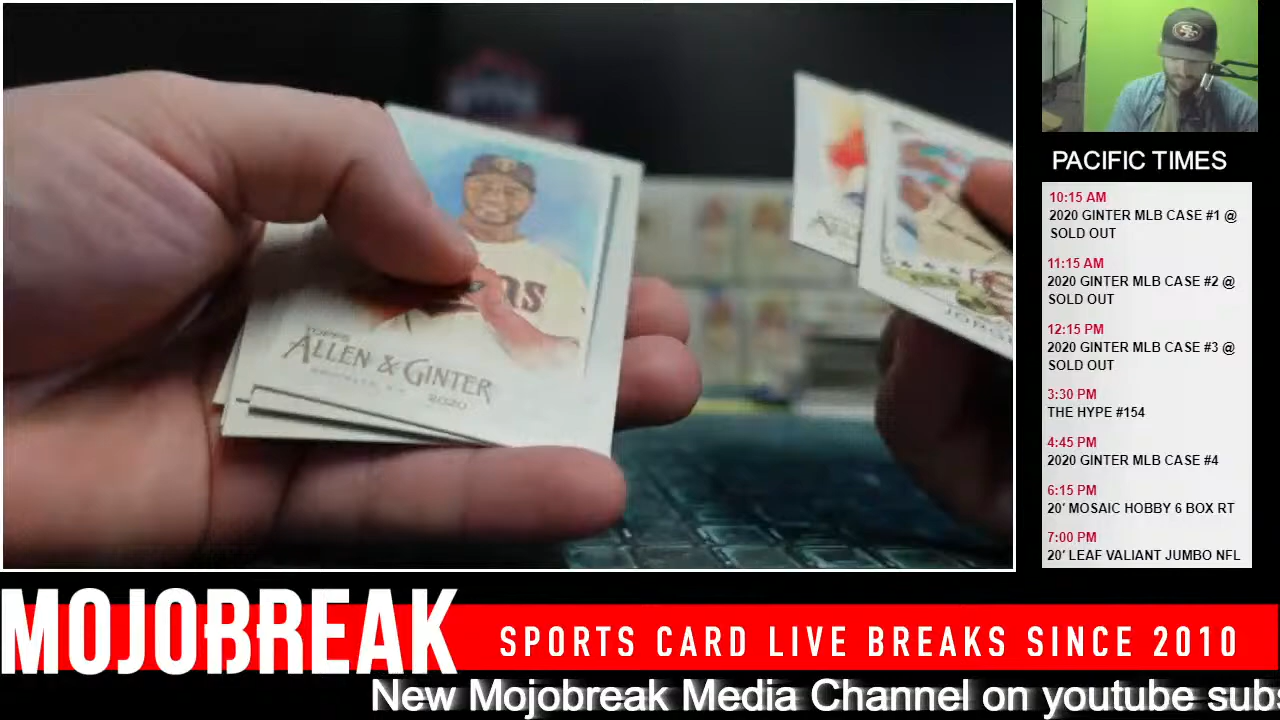 TOPPS
ALLEN & GINTER
2020
PACIFIC TIMES
10:15 AM
2020 GINTER MLB CASE #1 @
SOLD OUT
11:15 AM
2020 GINTER MLB CASE #2 @
SOLD OUT
12:15 PM
2020 GINTER MLB CASE #3 @
SOLD OUT
3:30 PM
THE HYPE #154
4:45 PM
2020 GINTER MLB CASE #4
6:15 PM
20' MOSAIC HOBBY 6 BOX RT
7:00 PM
20' LEAF VALIANT JUMBO NFL
MOJOBREAK
SPORTS CARD LIVE BREAKS SINCE 2010
New Mojobreak Media Channel on youtube subs